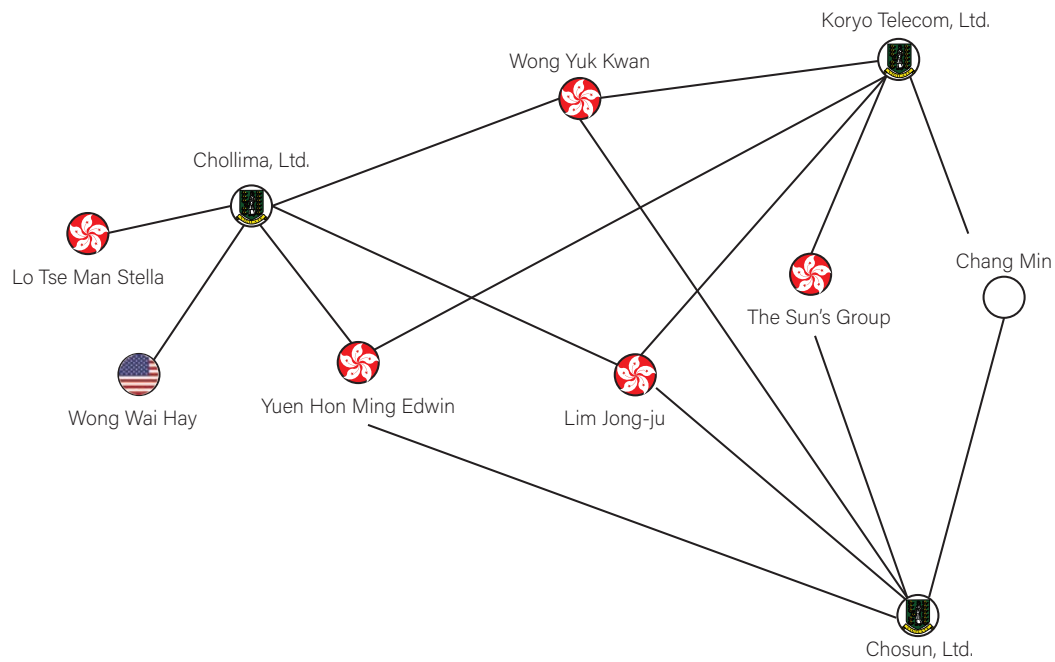 Koryo Telecom, Ltd.
Wong Yuk Kwan
Chollima, Ltd.
Lo Tse Man Stella
Chang Min
The Sun's Group
Wong Wai Hay
Yuen Hon Ming Edwin
Lim Jong-ju
Chosun, Ltd.